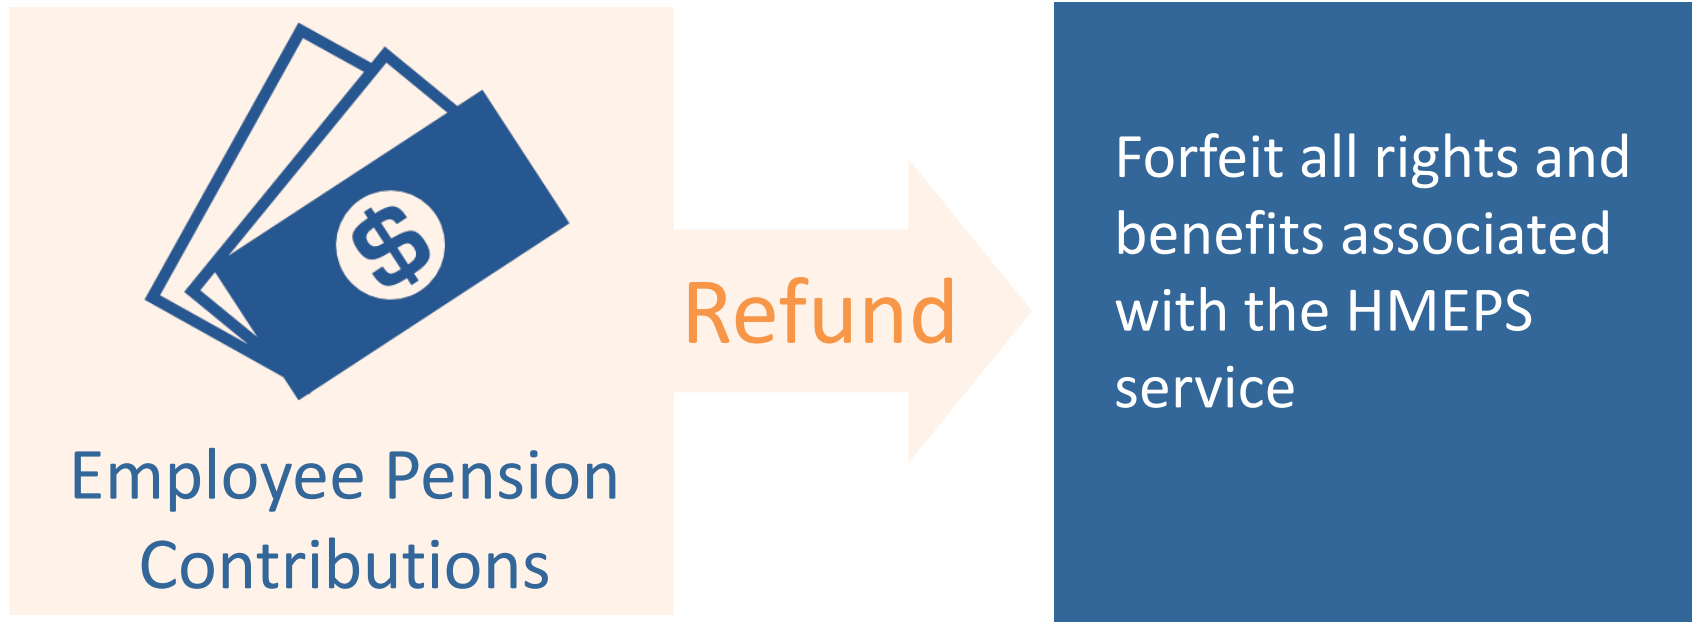 $
Employee Pension
Contributions
Refund
Forfeit all rights and
benefits associated
with the HMEPS
service